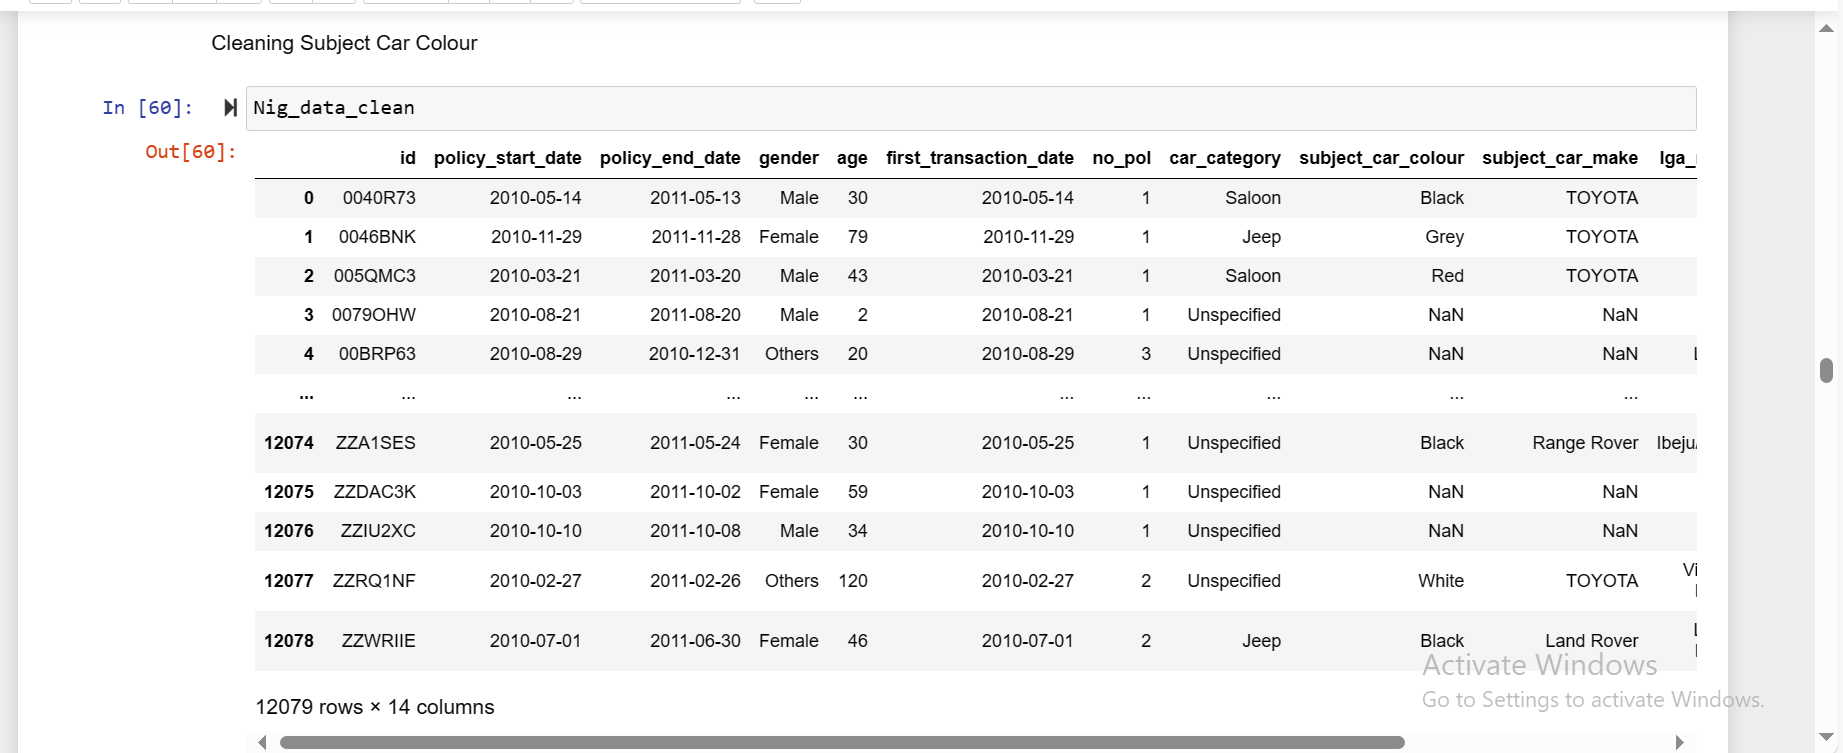 Cleaning Subject Car Colour
In [60]: Nig_data_clean
Out[60]:
id policy_start_date policy_end_date gender age first_transaction_date no_pol car_category subject_car_colour subject_car_make lga_
0 0040R73 2010-05-14 2011-05-13 Male 30 2010-05-14 1 Saloon Black TOYOTA
1 0046BNK 2010-11-29 2011-11-28 Female 79 2010-11-29 1 Jeep Grey TOYOTA
2 005QMC3 2010-03-21 2011-03-20 Male 43 2010-03-21 1 Saloon Red TOYOTA
3 0079OHW 2010-08-21 2011-08-20 Male 2 2010-08-21 1 Unspecified NaN NaN
4 00BRP63 2010-08-29 2010-12-31 Others 20 2010-08-29 3 Unspecified NaN NaN
... ... ... ... ... ... ... ... ... ... ...
12074 ZZA1SES 2010-05-25 2011-05-24 Female 30 2010-05-25 1 Unspecified Black Range Rover Ibeju/
12075 ZZDAC3K 2010-10-03 2011-10-02 Female 59 2010-10-03 1 Unspecified NaN NaN
12076 ZZIU2XC 2010-10-10 2011-10-08 Male 34 2010-10-10 1 Unspecified NaN NaN
12077 ZZRQ1NF 2010-02-27 2011-02-26 Others 120 2010-02-27 2 Unspecified White TOYOTA Vi
12078 ZZWRIIE 2010-07-01 2011-06-30 Female 46 2010-07-01 2 Jeep Black Land Rover
12079 rows × 14 columns
Activate Windows
Go to Settings to activate Windows.